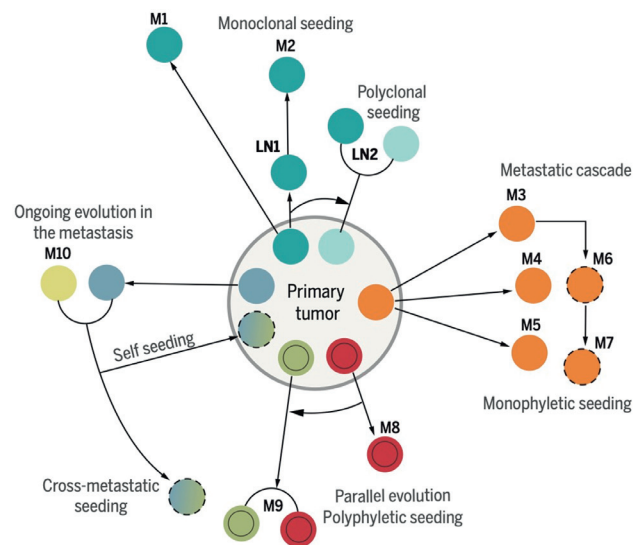 M1
Monoclonal seeding
M2
Polyclonal
seeding
LN1
LN2
Metastatic cascade
M3
Ongoing evolution in
the metastasis
M10
M4
M6
Primary
tumor
M5
M7
Self seeding
Monophyletic seeding
M8
Cross-metastatic
seeding
M9
Parallel evolution
Polyphyletic seeding